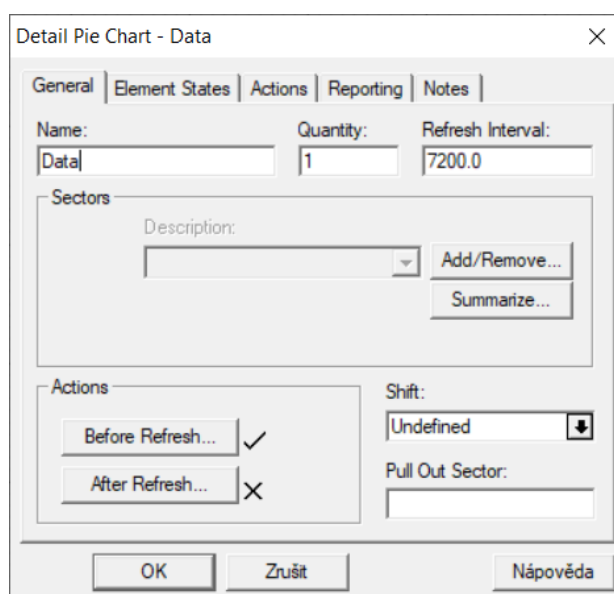 Detail Pie Chart - Data
General Element States Actions Reporting Notes
Name: Quantity: Refresh Interval:
Data 1 7200.0
Sectors
Description:
Add/Remove...
Summarize...
Actions Shift:
Before Refresh... Undefined
After Refresh... Pull Out Sector:
OK Zrušit Nápověda